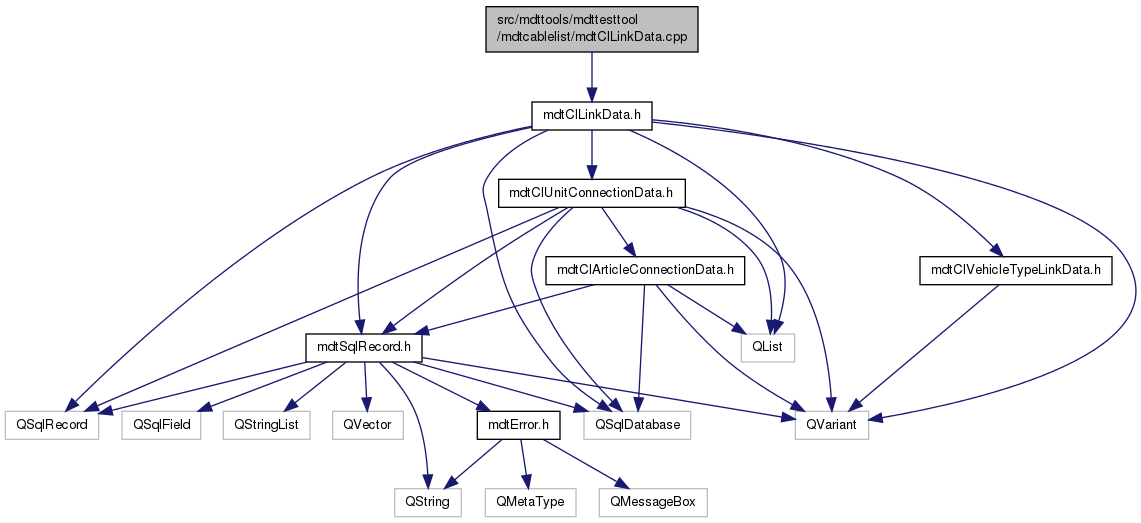 src/mdttools/mdttesttool
/mdtcablelist/mdtClLinkData.cpp
mdtClLinkData.h
mdtClUnitConnectionData.h
mdtClArticleConnectionData.h
mdtClVehicleTypeLinkData.h
mdtSqlRecord.h
QList
QSqlRecord
QSqlField
QStringList
QVector
mdtError.h
QSqlDatabase
QVariant
QString
QMetaType
QMessageBox